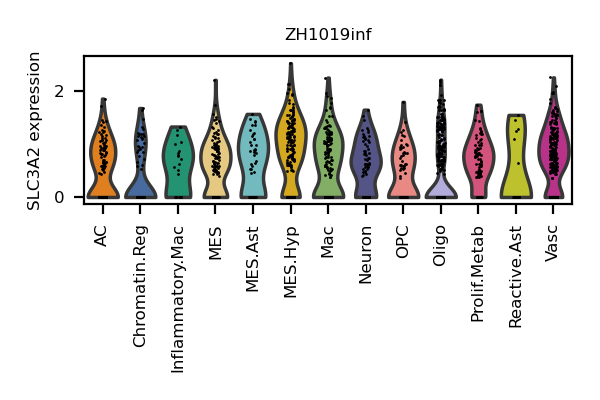 ZH1019inf
SLC3A2 expression
2
0
AC
Chromatin.Reg
Inflammatory.Mac
MES
MES.Ast
MES.Hyp
Mac
Neuron
OPC
Oligo
Prolif.Metab
Reactive.Ast
Vasc